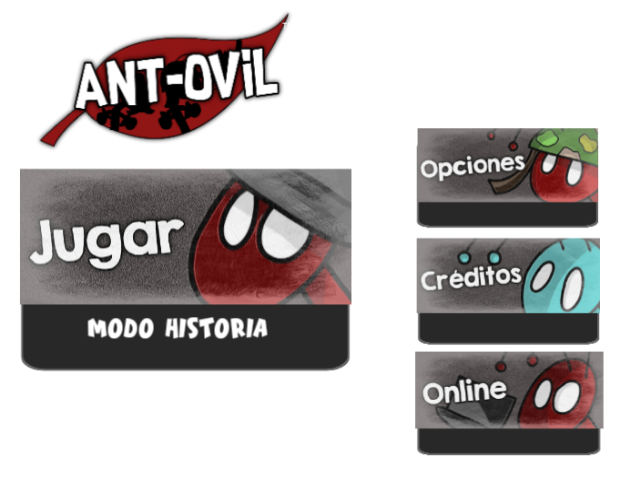 ANT-OViL
Jugar
MODO HISTORIA
Opciones
Créditos
Online